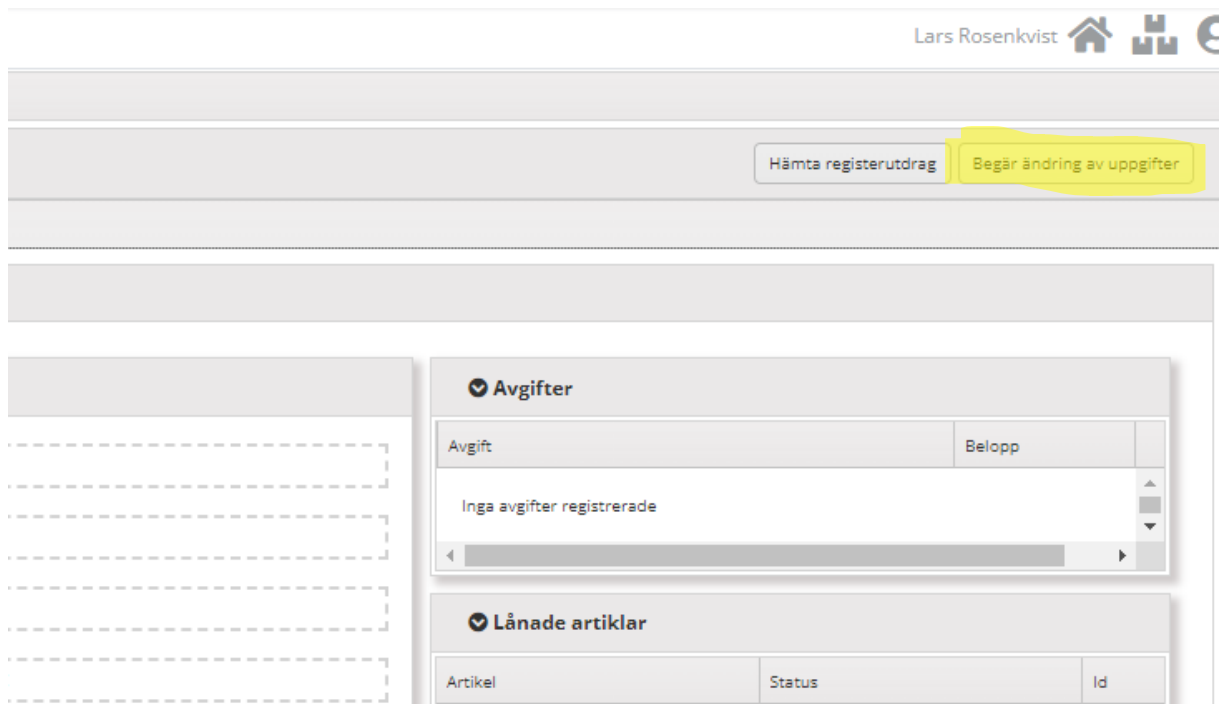 Lars Rosenkvist
Hämta registerutdrag
Begär ändring av uppgifter
Avgifter
Avgift Belopp
Inga avgifter registrerade
Lånade artiklar
Artikel Status Id